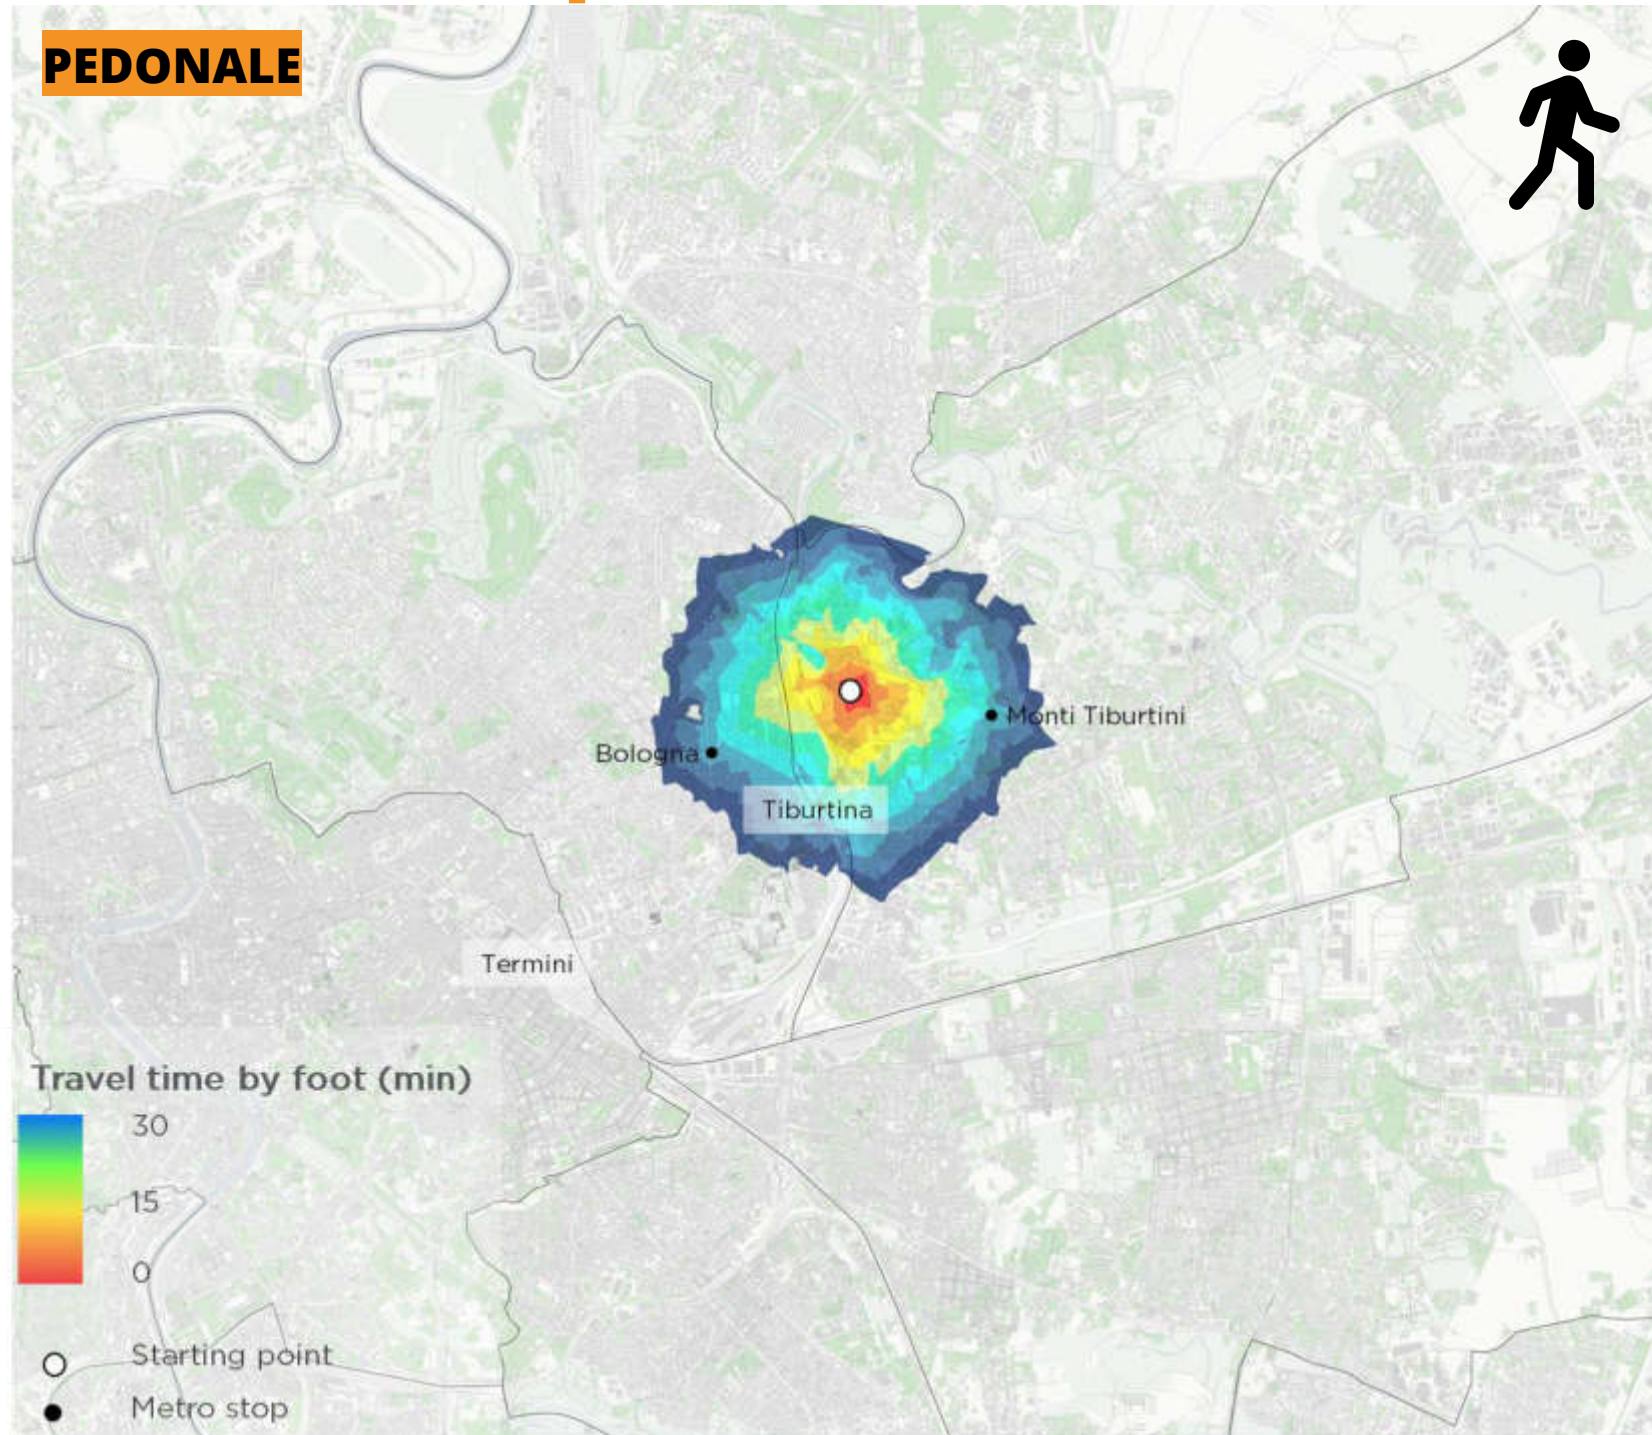 PEDONALE
Monti Tiburtini
Bologna
Tiburtina
Termini
Travel time by foot (min)
30
15
0
Starting point
Metro stop